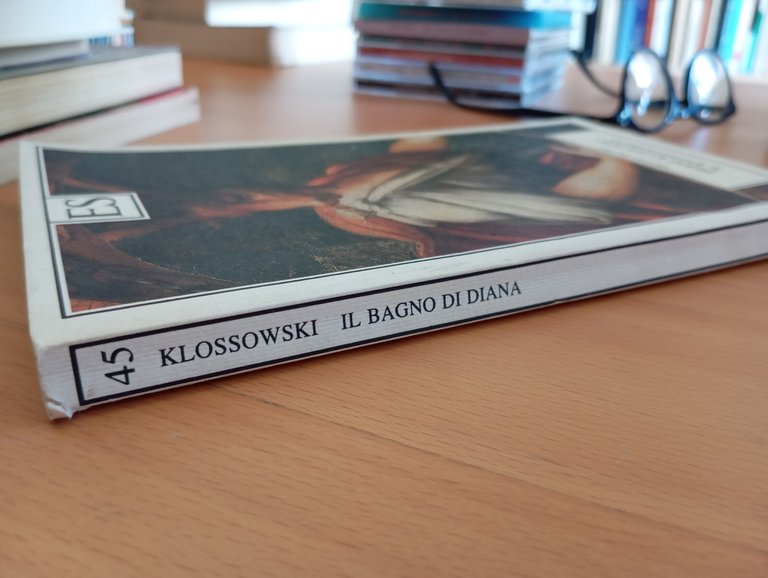 ES
45 KLOSSOWSKI IL BAGNO DI DIANA